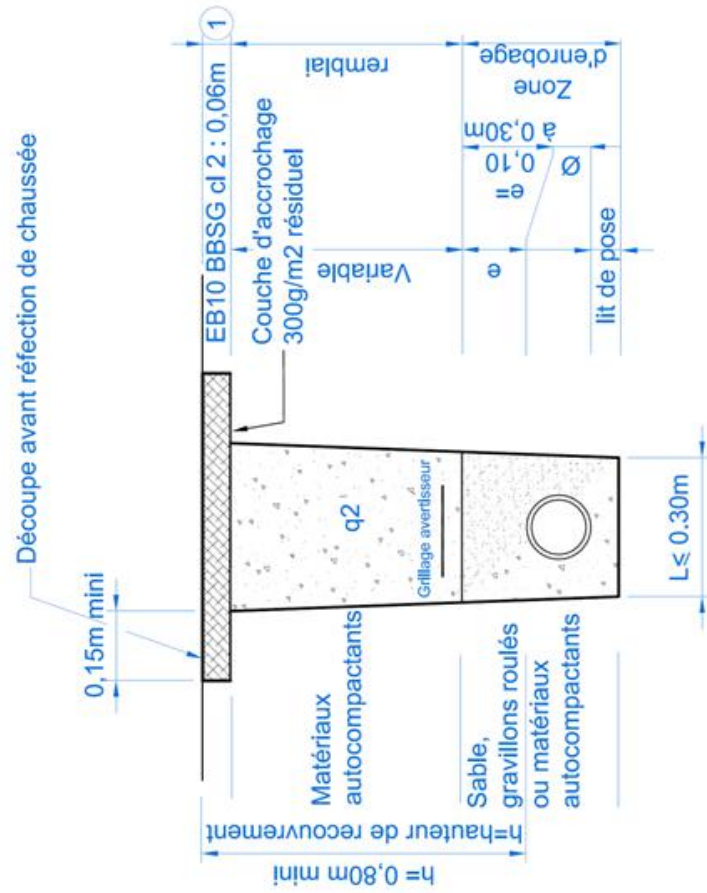 Découpe avant réfection de chaussée
0,15m mini
1
EB10 BBSG cl 2 : 0,06m
Couche d'accrochage
300g/m2 résiduel
Matériaux
autocompactants
q2
Grillage avertisseur
Variable
remblai
Sable,
gravillons roulés
ou matériaux
autocompactants
e
e=
0,10
à 0,30m
Ø
Zone
d'enrobage
lit de pose
L≤ 0.30m
h=hauteur de recouvrement
h= 0,80m mini